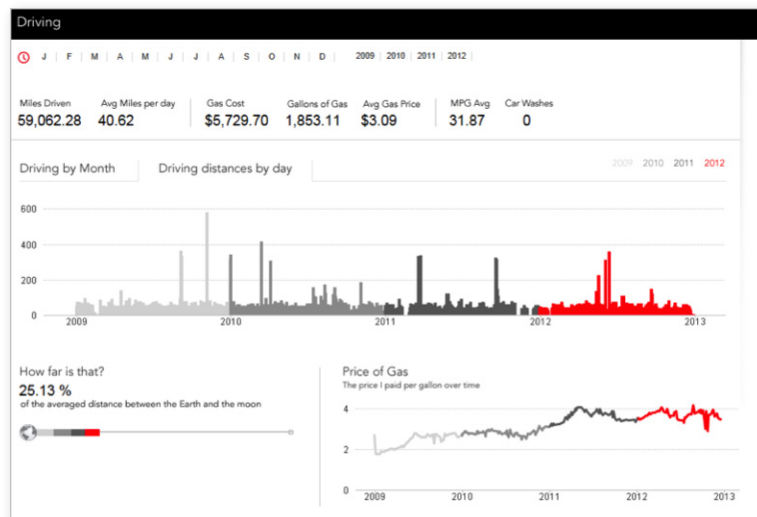 Driving
J F M A M J J A S O N D 2009 2010 2011 2012
Miles Driven Avg Miles per day Gas Cost Gallons of Gas Avg Gas Price MPG Avg Car Washes
59,062.28 40.62 $5,729.70 1,853.11 $3.09 31.87 0
Driving by Month Driving distances by day 2009 2010 2011 2012
600
400
200
0
2009 2010 2011 2012 2013
How far is that?
25.13 %
of the averaged distance between the Earth and the moon
Price of Gas
The price I paid per gallon over time
4
2
0
2009 2010 2011 2012 2013